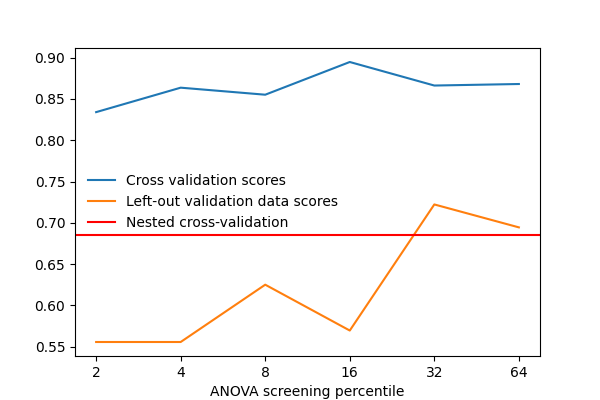 0.90
0.85
0.80
0.75
0.70
0.65
0.60
0.55
Cross validation scores
Left-out validation data scores
Nested cross-validation
2 4 8 16 32 64
ANOVA screening percentile